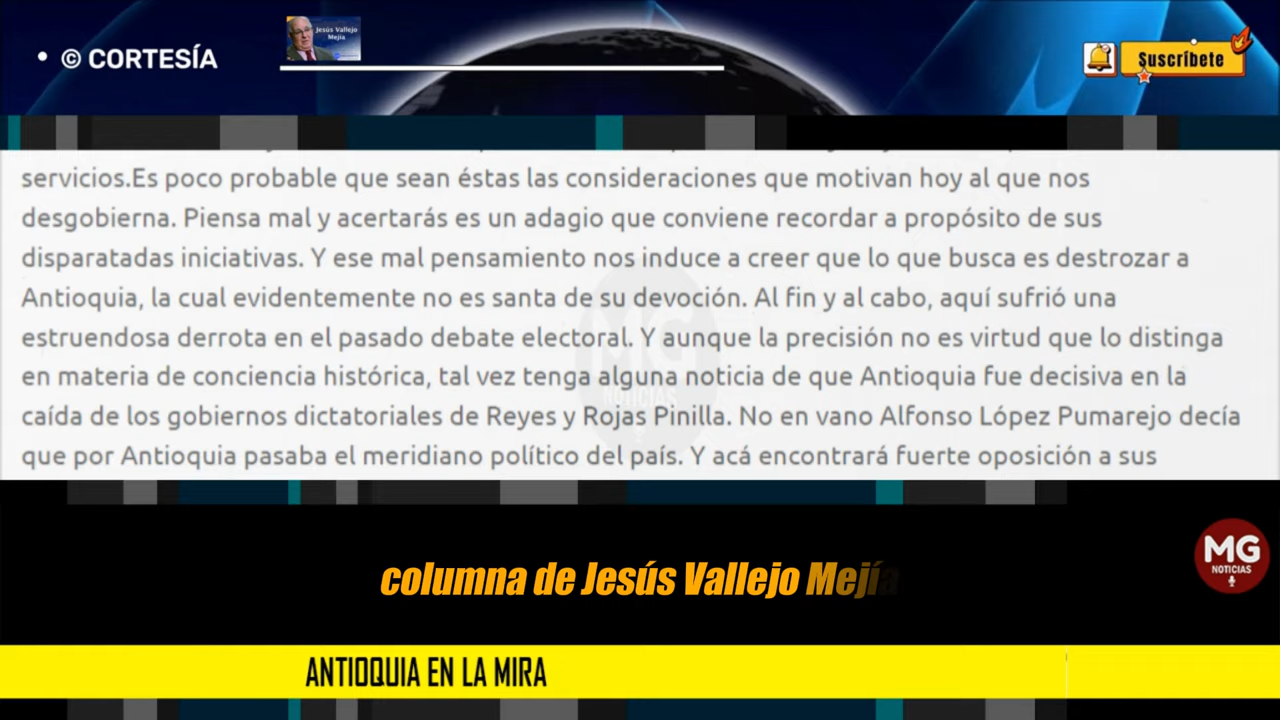 • © CORTESÍA
Jesús Vallejo
Mejía
Suscríbete
servicios.Es poco probable que sean éstas las consideraciones que motivan hoy al que nos
desgobierna. Piensa mal y acertarás es un adagio que conviene recordar a propósito de sus
disparatadas iniciativas. Y ese mal pensamiento nos induce a creer que lo que busca es destrozar a
Antioquia, la cual evidentemente no es santa de su devoción. Al fin y al cabo, aquí sufrió una
estruendosa derrota en el pasado debate electoral. Y aunque la precisión no es virtud que lo distinga
en materia de conciencia histórica, tal vez tenga alguna noticia de que Antioquia fue decisiva en la
caída de los gobiernos dictatoriales de Reyes y Rojas Pinilla. No en vano Alfonso López Pumarejo decía
que por Antioquia pasaba el meridiano político del país. Y acá encontrará fuerte oposición a sus
MG
NOTICIAS
columna de Jesús Vallejo Mejía
MG
NOTICIAS
ANTIOQUIA EN LA MIRA